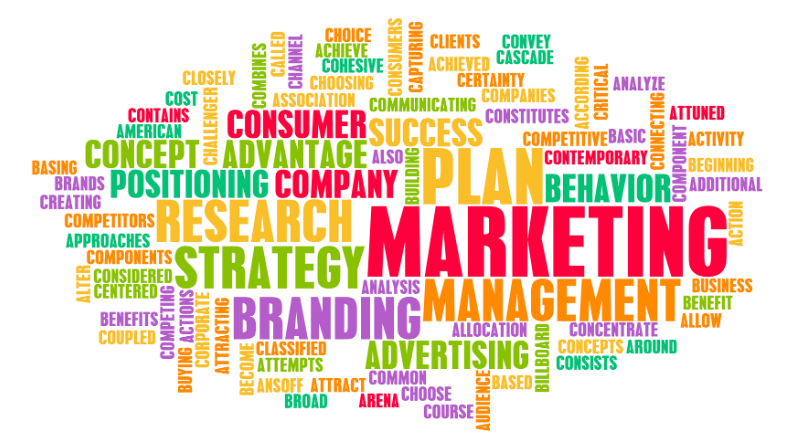 CHOICE
CALLED
CONSUMERS
CAPTURING
CLIENTS
CONVEY
CASCADE
ACHIEVE
COHESIVE
CHANNEL
COMBINES
CLOSELY
CHOOSING
ACHIEVED
CERTAINTY
COMPANIES
ACCORDING
CRITICAL
ANALYZE
COST
CHALLENGER
ASSOCIATION
COMMUNICATING
CONSTITUTES
CONNECTING
ATTUNED
CONTAINS
AMERICAN
CONSUMER
SUCCESS
COMPETITIVE
BASIC
COMPONENT
ACTIVITY
CONCEPT
ADVANTAGE
ALSO
BUILDING
PLAN
CONTEMPORARY
BEGINNING
BASING
BRANDS
POSITIONING
COMPANY
BEHAVIOR
ADDITIONAL
CREATING
COMPETITORS
RESEARCH
MARKETING
ACTION
APPROACHES
COMPONENTS
STRATEGY
ALTER
CONSIDERED
CENTERED
ANALYSIS
MANAGEMENT
BUSINESS
BENEFIT
ALLOW
BENEFITS
COUPLED
COMPETING
ACTIONS
CORPORATE
ATTRACTING
BRANDING
ALLOCATION
BILLBOARD
CONCENTRATE
CONCEPTS
AROUND
CONSISTS
BUYING
BECOME
CLASSIFIED
ATTEMPTS
ADVERTISING
ANSOFF
ATTRACT
COMMON
CHOOSE
AUDIENCE
BASED
BROAD
ARENA
COURSE